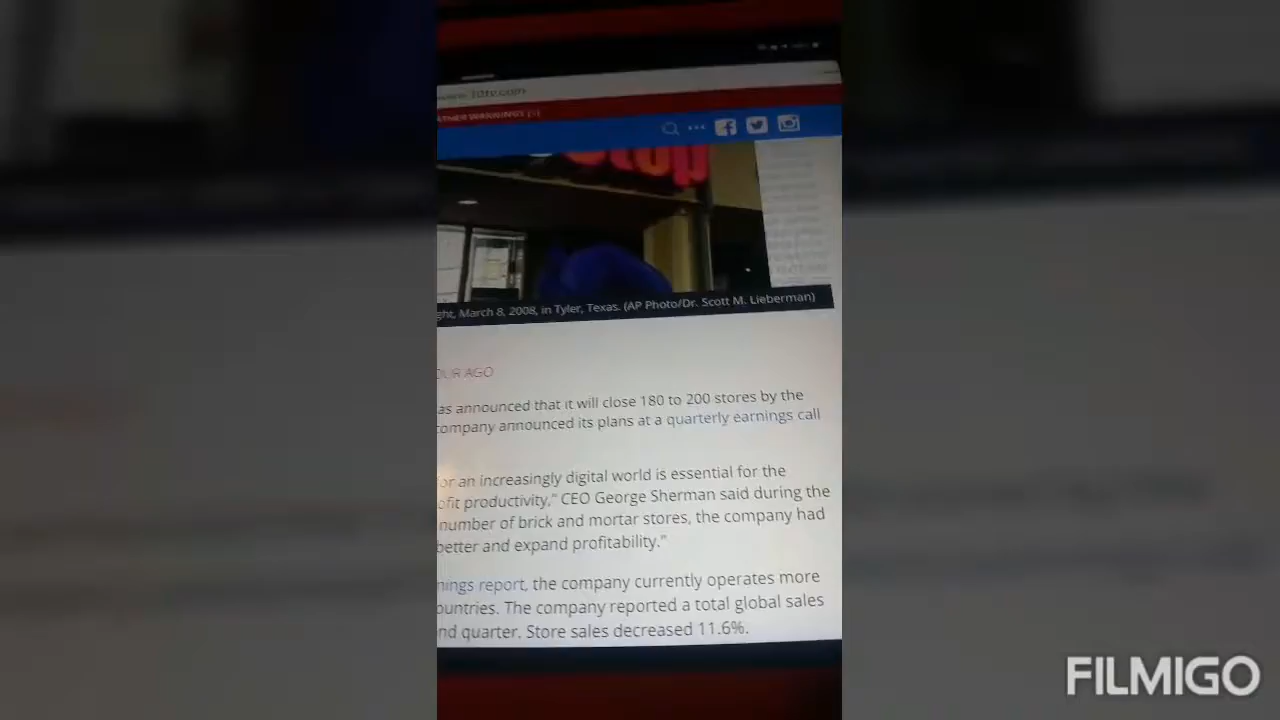 www.10tv.com
ATHER WARNINGS (1)
Stop
ght, March 8, 2008, in Tyler, Texas. (AP Photo/Dr. Scott M. Lieberman)
OUR AGO
as announced that it will close 180 to 200 stores by the
company announced its plans at a quarterly earnings call
for an increasingly digital world is essential for the
ofit productivity," CEO George Sherman said during the
number of brick and mortar stores, the company had
better and expand profitability."
nings report, the company currently operates more
ountries. The company reported a total global sales
nd quarter. Store sales decreased 11.6%.
FILMIGO